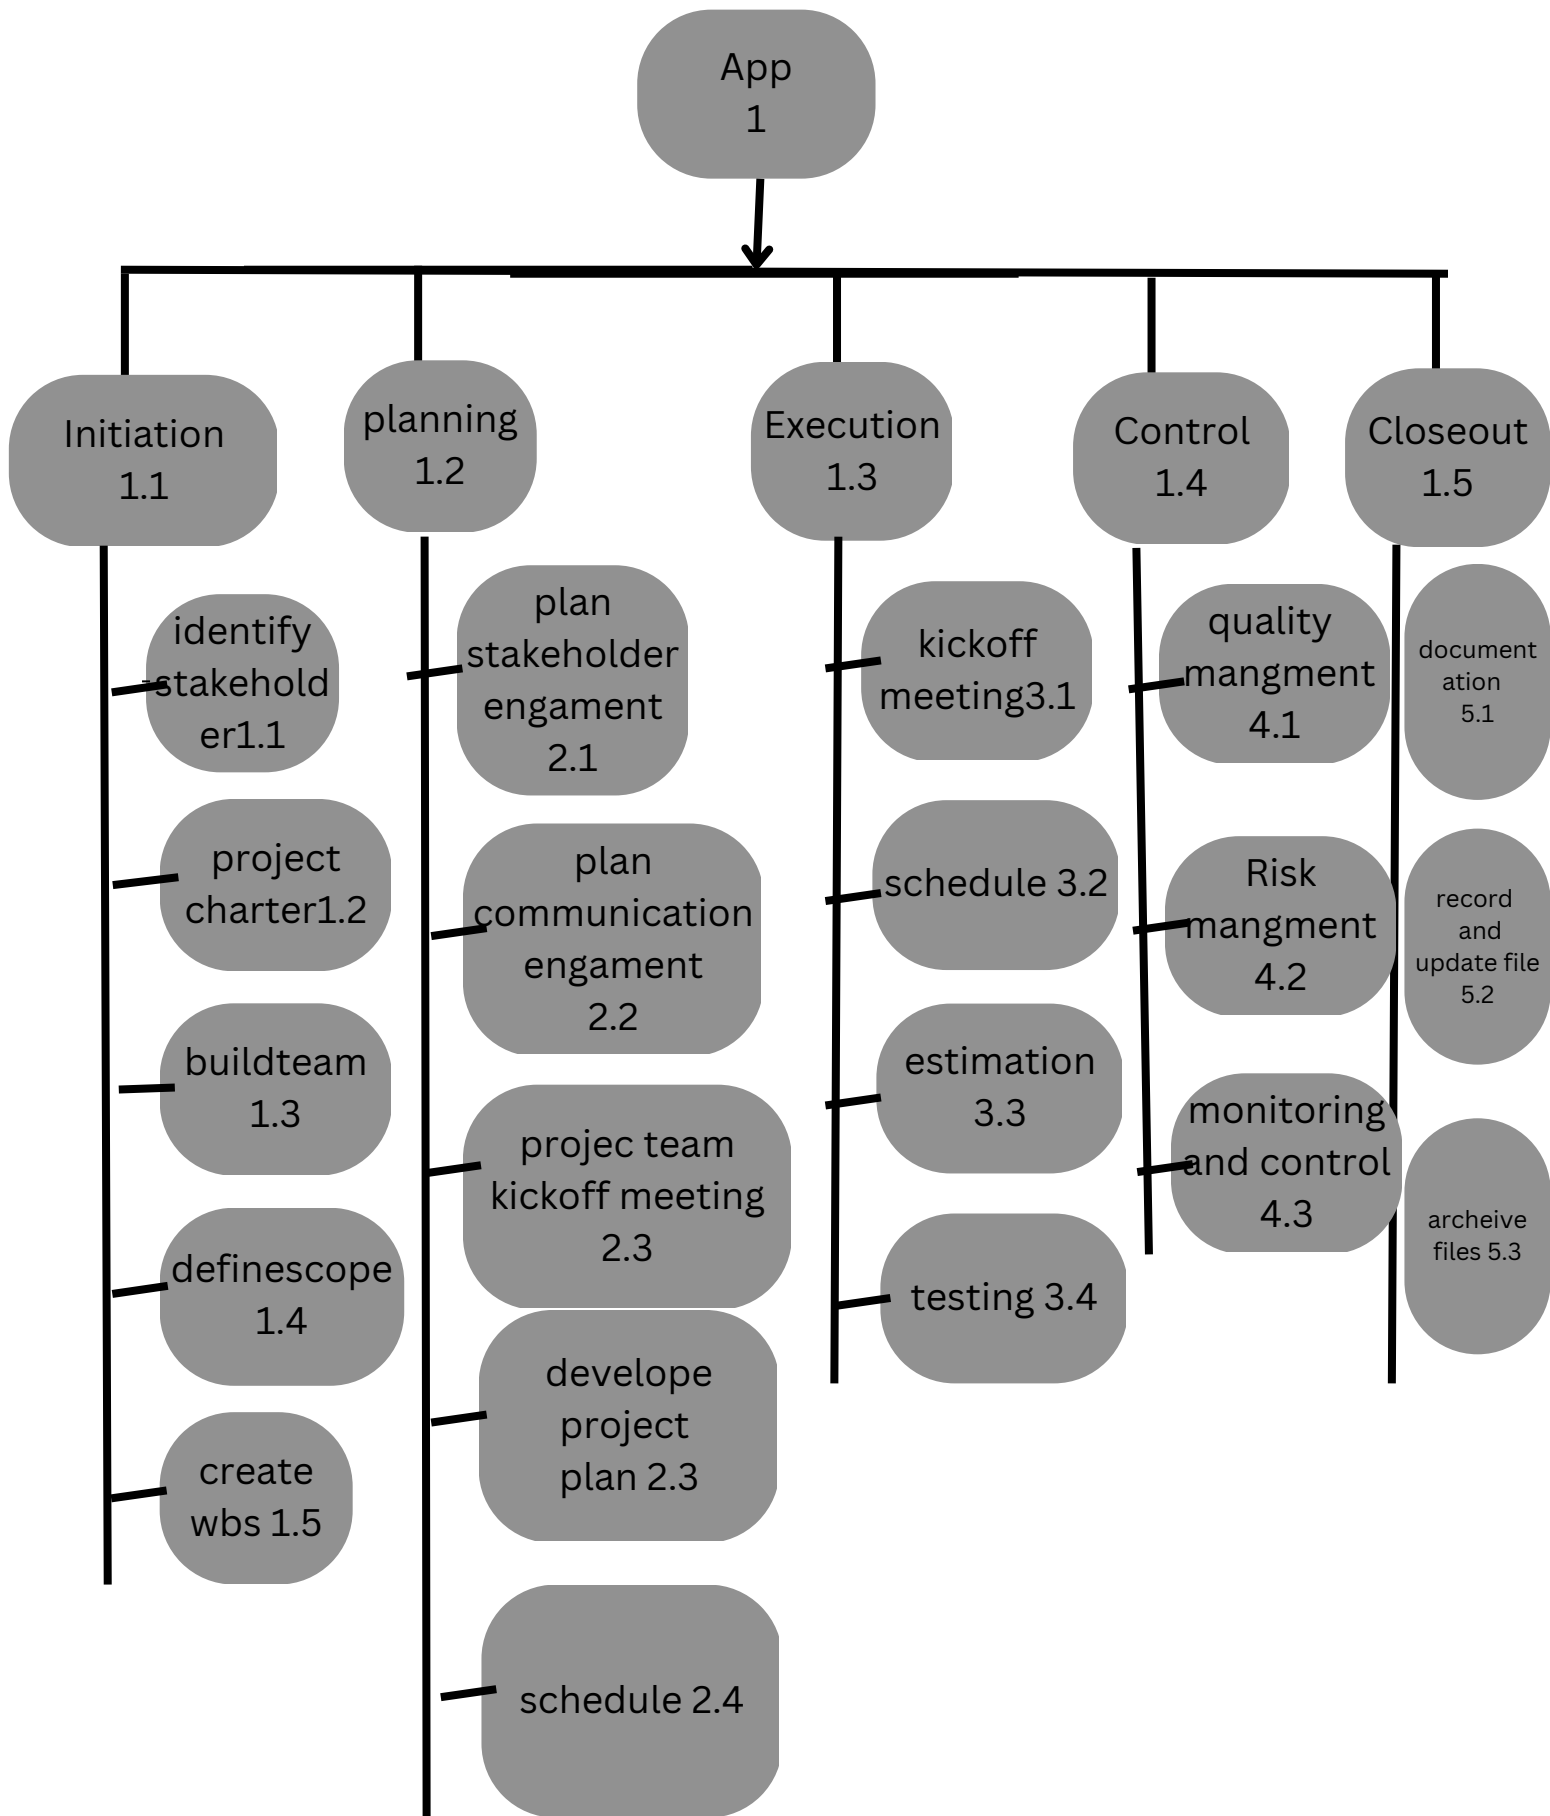 App
1
Initiation
1.1
planning
1.2
Execution
1.3
Control
1.4
Closeout
1.5
identify
-stakehold
er1.1
project
charter1.2
buildteam
1.3
definescope
1.4
create
wbs 1.5
plan
stakeholder
engament
2.1
plan
communication
engament
2.2
projec team
kickoff meeting
2.3
develope
project
plan 2.3
schedule 2.4
kickoff
meeting3.1
schedule 3.2
estimation
3.3
testing 3.4
quality
mangment
4.1
Risk
mangment
4.2
monitoring
and control
4.3
document
ation
5.1
record
and
update file
5.2
archeive
files 5.3